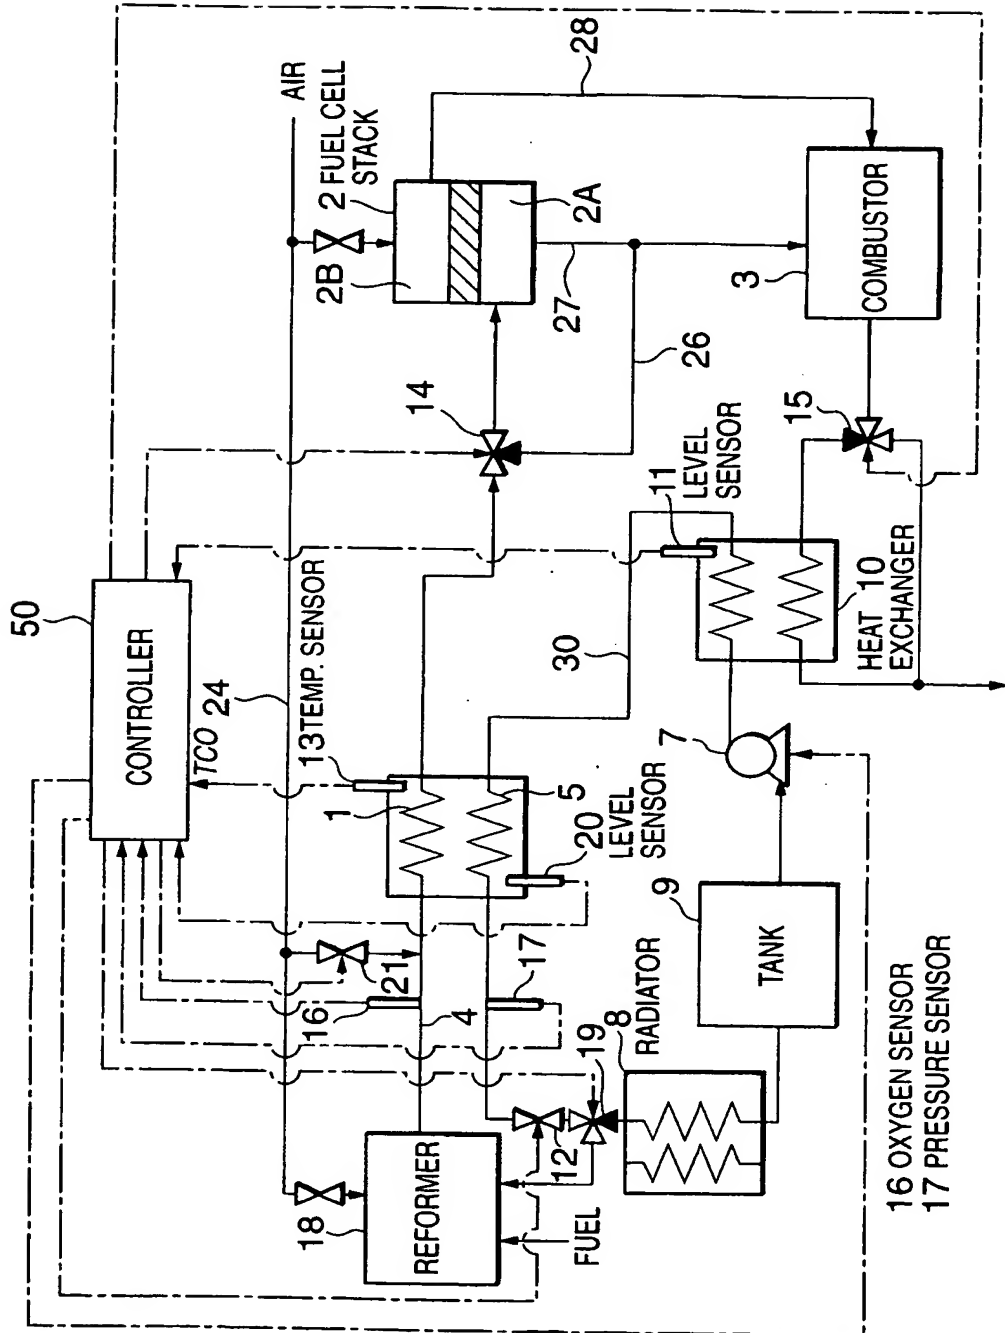 50
CONTROLLER
TCO
24
13 TEMP. SENSOR
AIR
2 FUEL CELL
STACK
2B
2A
28
27
26
14
3
COMBUSTOR
15
11
LEVEL
SENSOR
10
HEAT
EXCHANGER
30
7
1
5
20
LEVEL
SENSOR
9
TANK
21
16
4
17
8
RADIATOR
19
12
18
REFORMER
FUEL
16 OXYGEN SENSOR
17 PRESSURE SENSOR